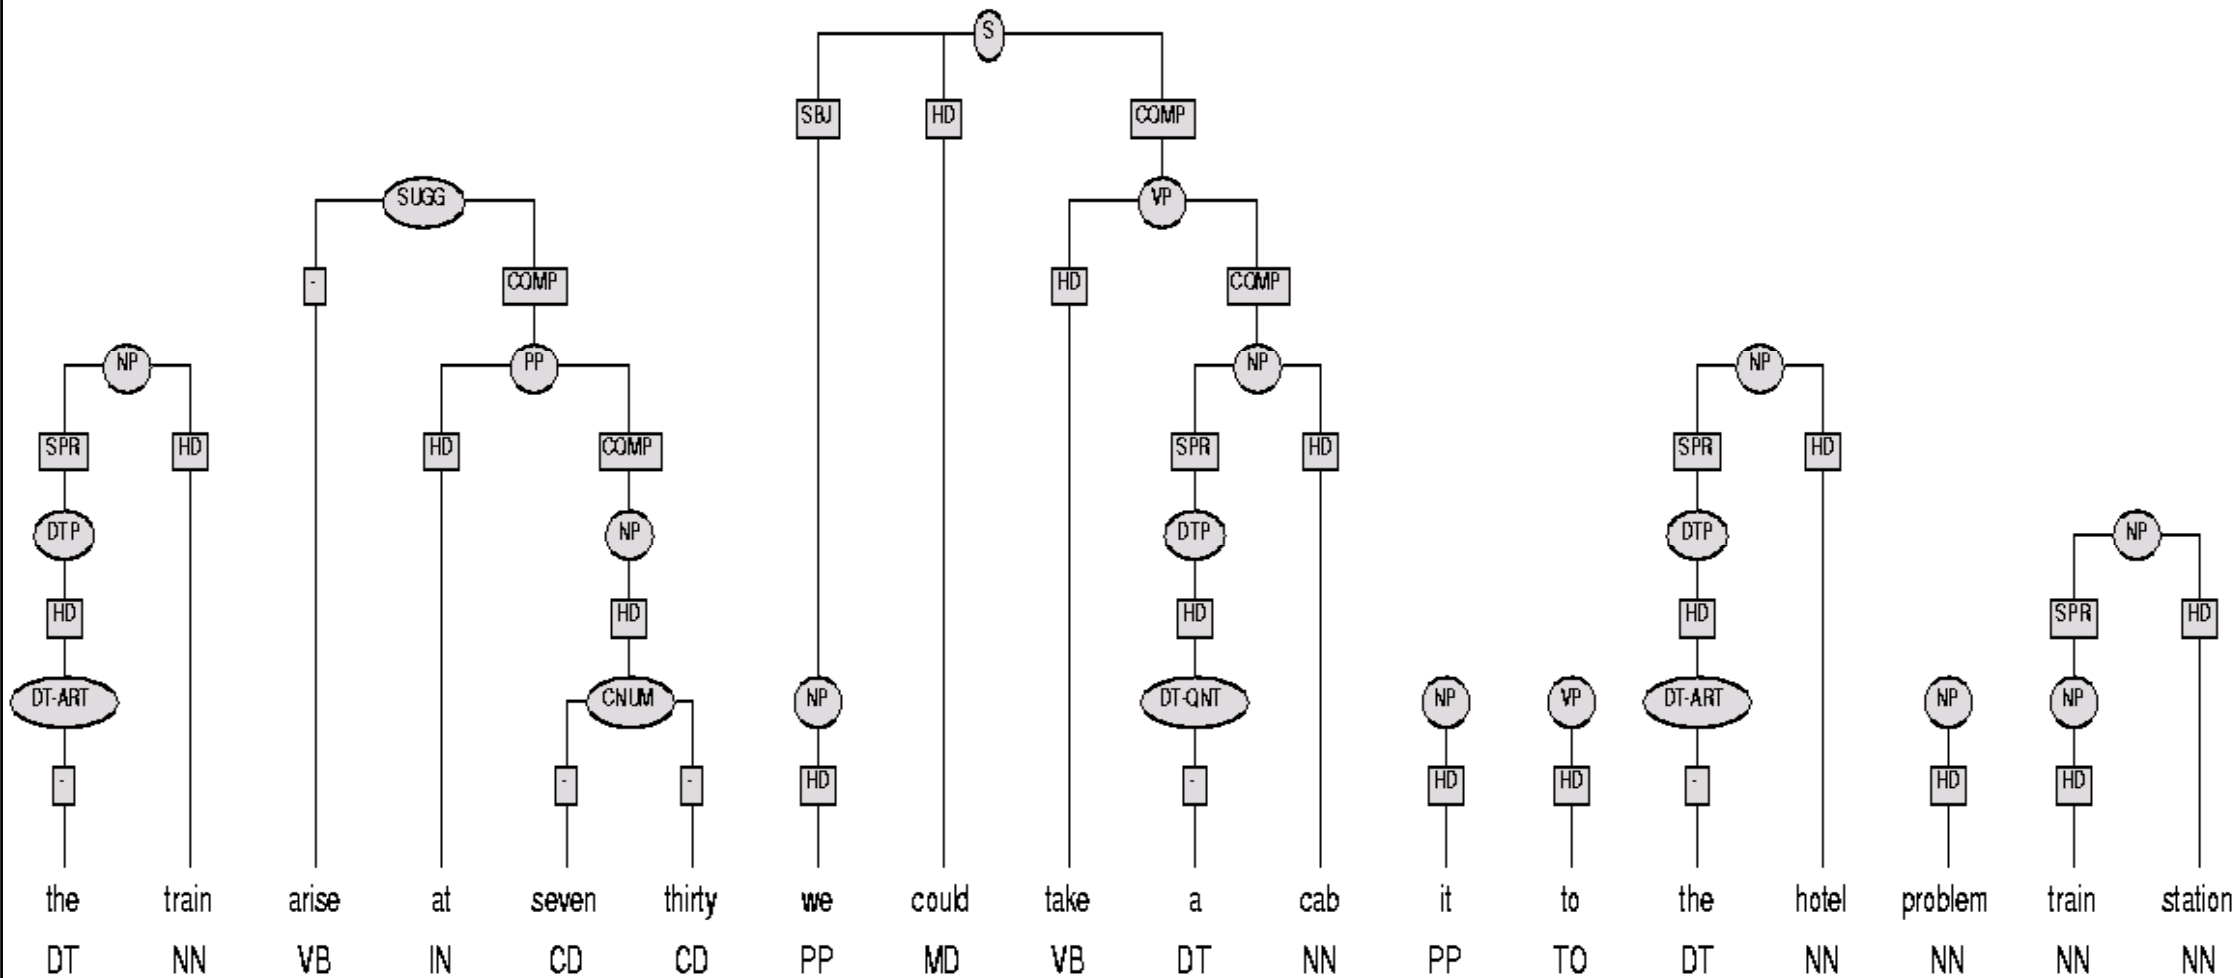 S
SBJ HD COMP
SUGG VP
- COMP HD COMP
NP PP NP NP
SPR HD HD COMP SPR HD SPR HD
DTP NP DTP DTP NP
HD HD HD HD SPR HD
DT-ART CNUM NP DT-QNT NP VP DT-ART NP NP
- - - HD - HD HD - HD HD
the train arise at seven thirty we could take a cab it to the hotel problem train station
DT NN VB IN CD CD PP MD VB DT NN PP TO DT NN NN NN NN